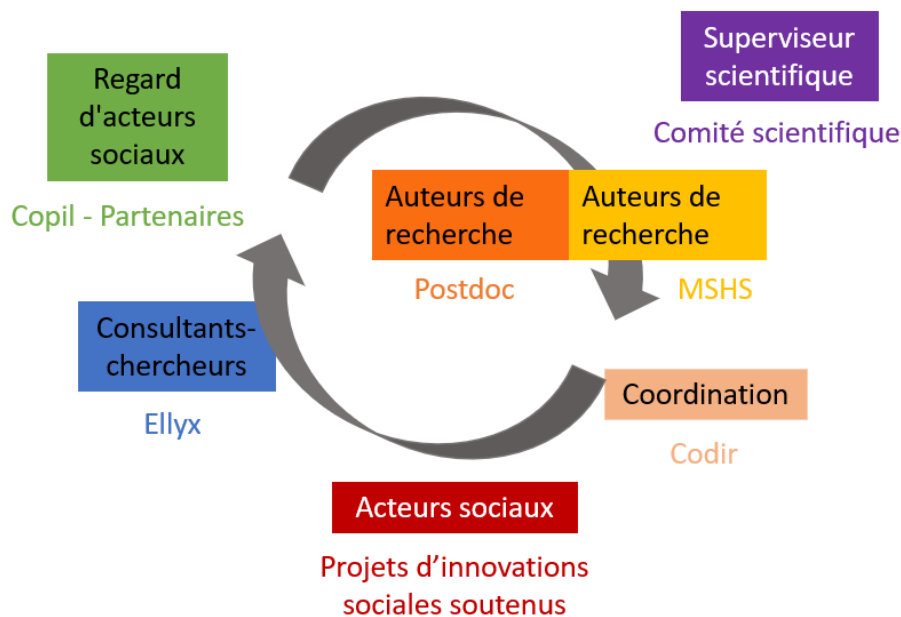 Superviseur
scientifique
Comité scientifique
Regard
d'acteurs
sociaux
Copil - Partenaires
Auteurs de
recherche
Postdoc
Auteurs de
recherche
MSHS
Consultants-
chercheurs
Ellyx
Coordination
Codir
Acteurs sociaux
Projets d’innovations
sociales soutenus